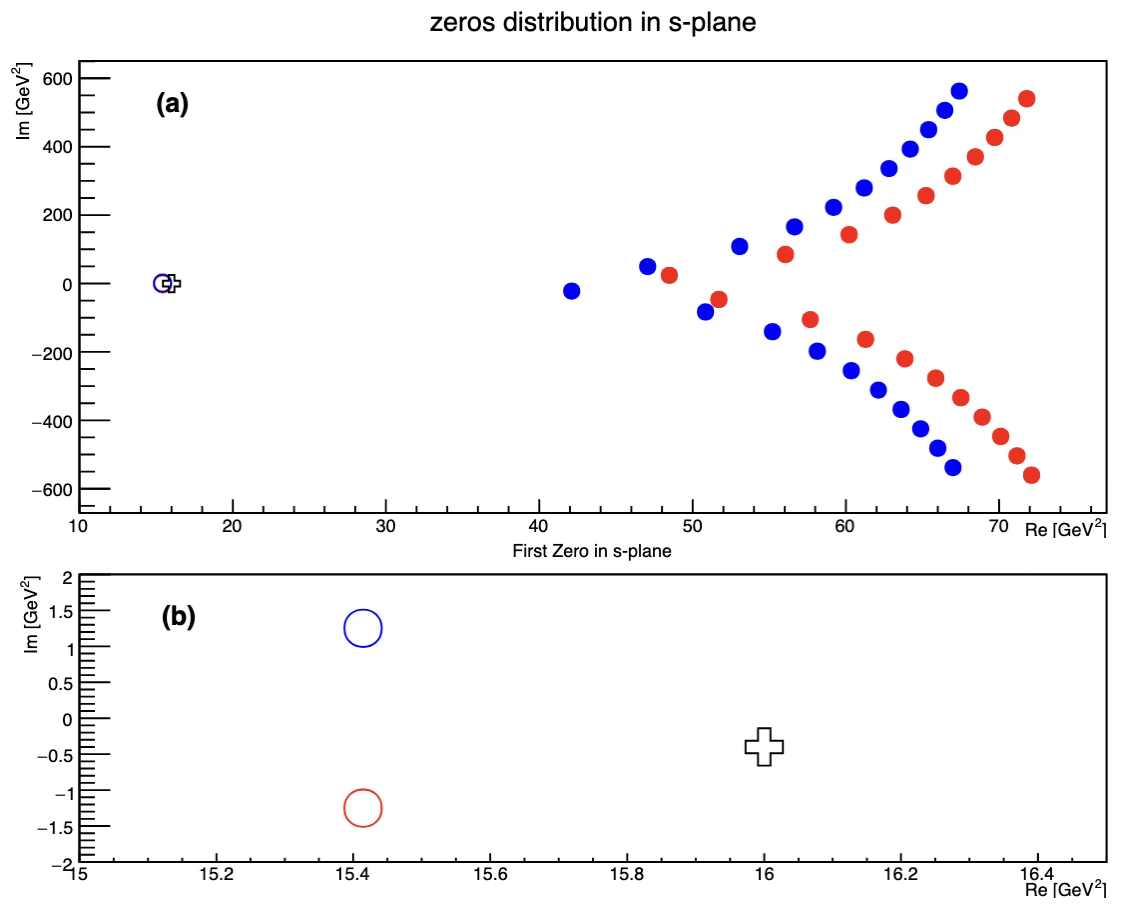 zeros distribution in s-plane
Im [GeV²]
(a)
600
400
200
0
−200
−400
−600
10 20 30 40 50 60 70 Re [GeV²]
First Zero in s-plane
Im [GeV²]
(b)
2
1.5
1
0.5
0
−0.5
−1
−1.5
−2
15 15.2 15.4 15.6 15.8 16 16.2 16.4
Re [GeV²]